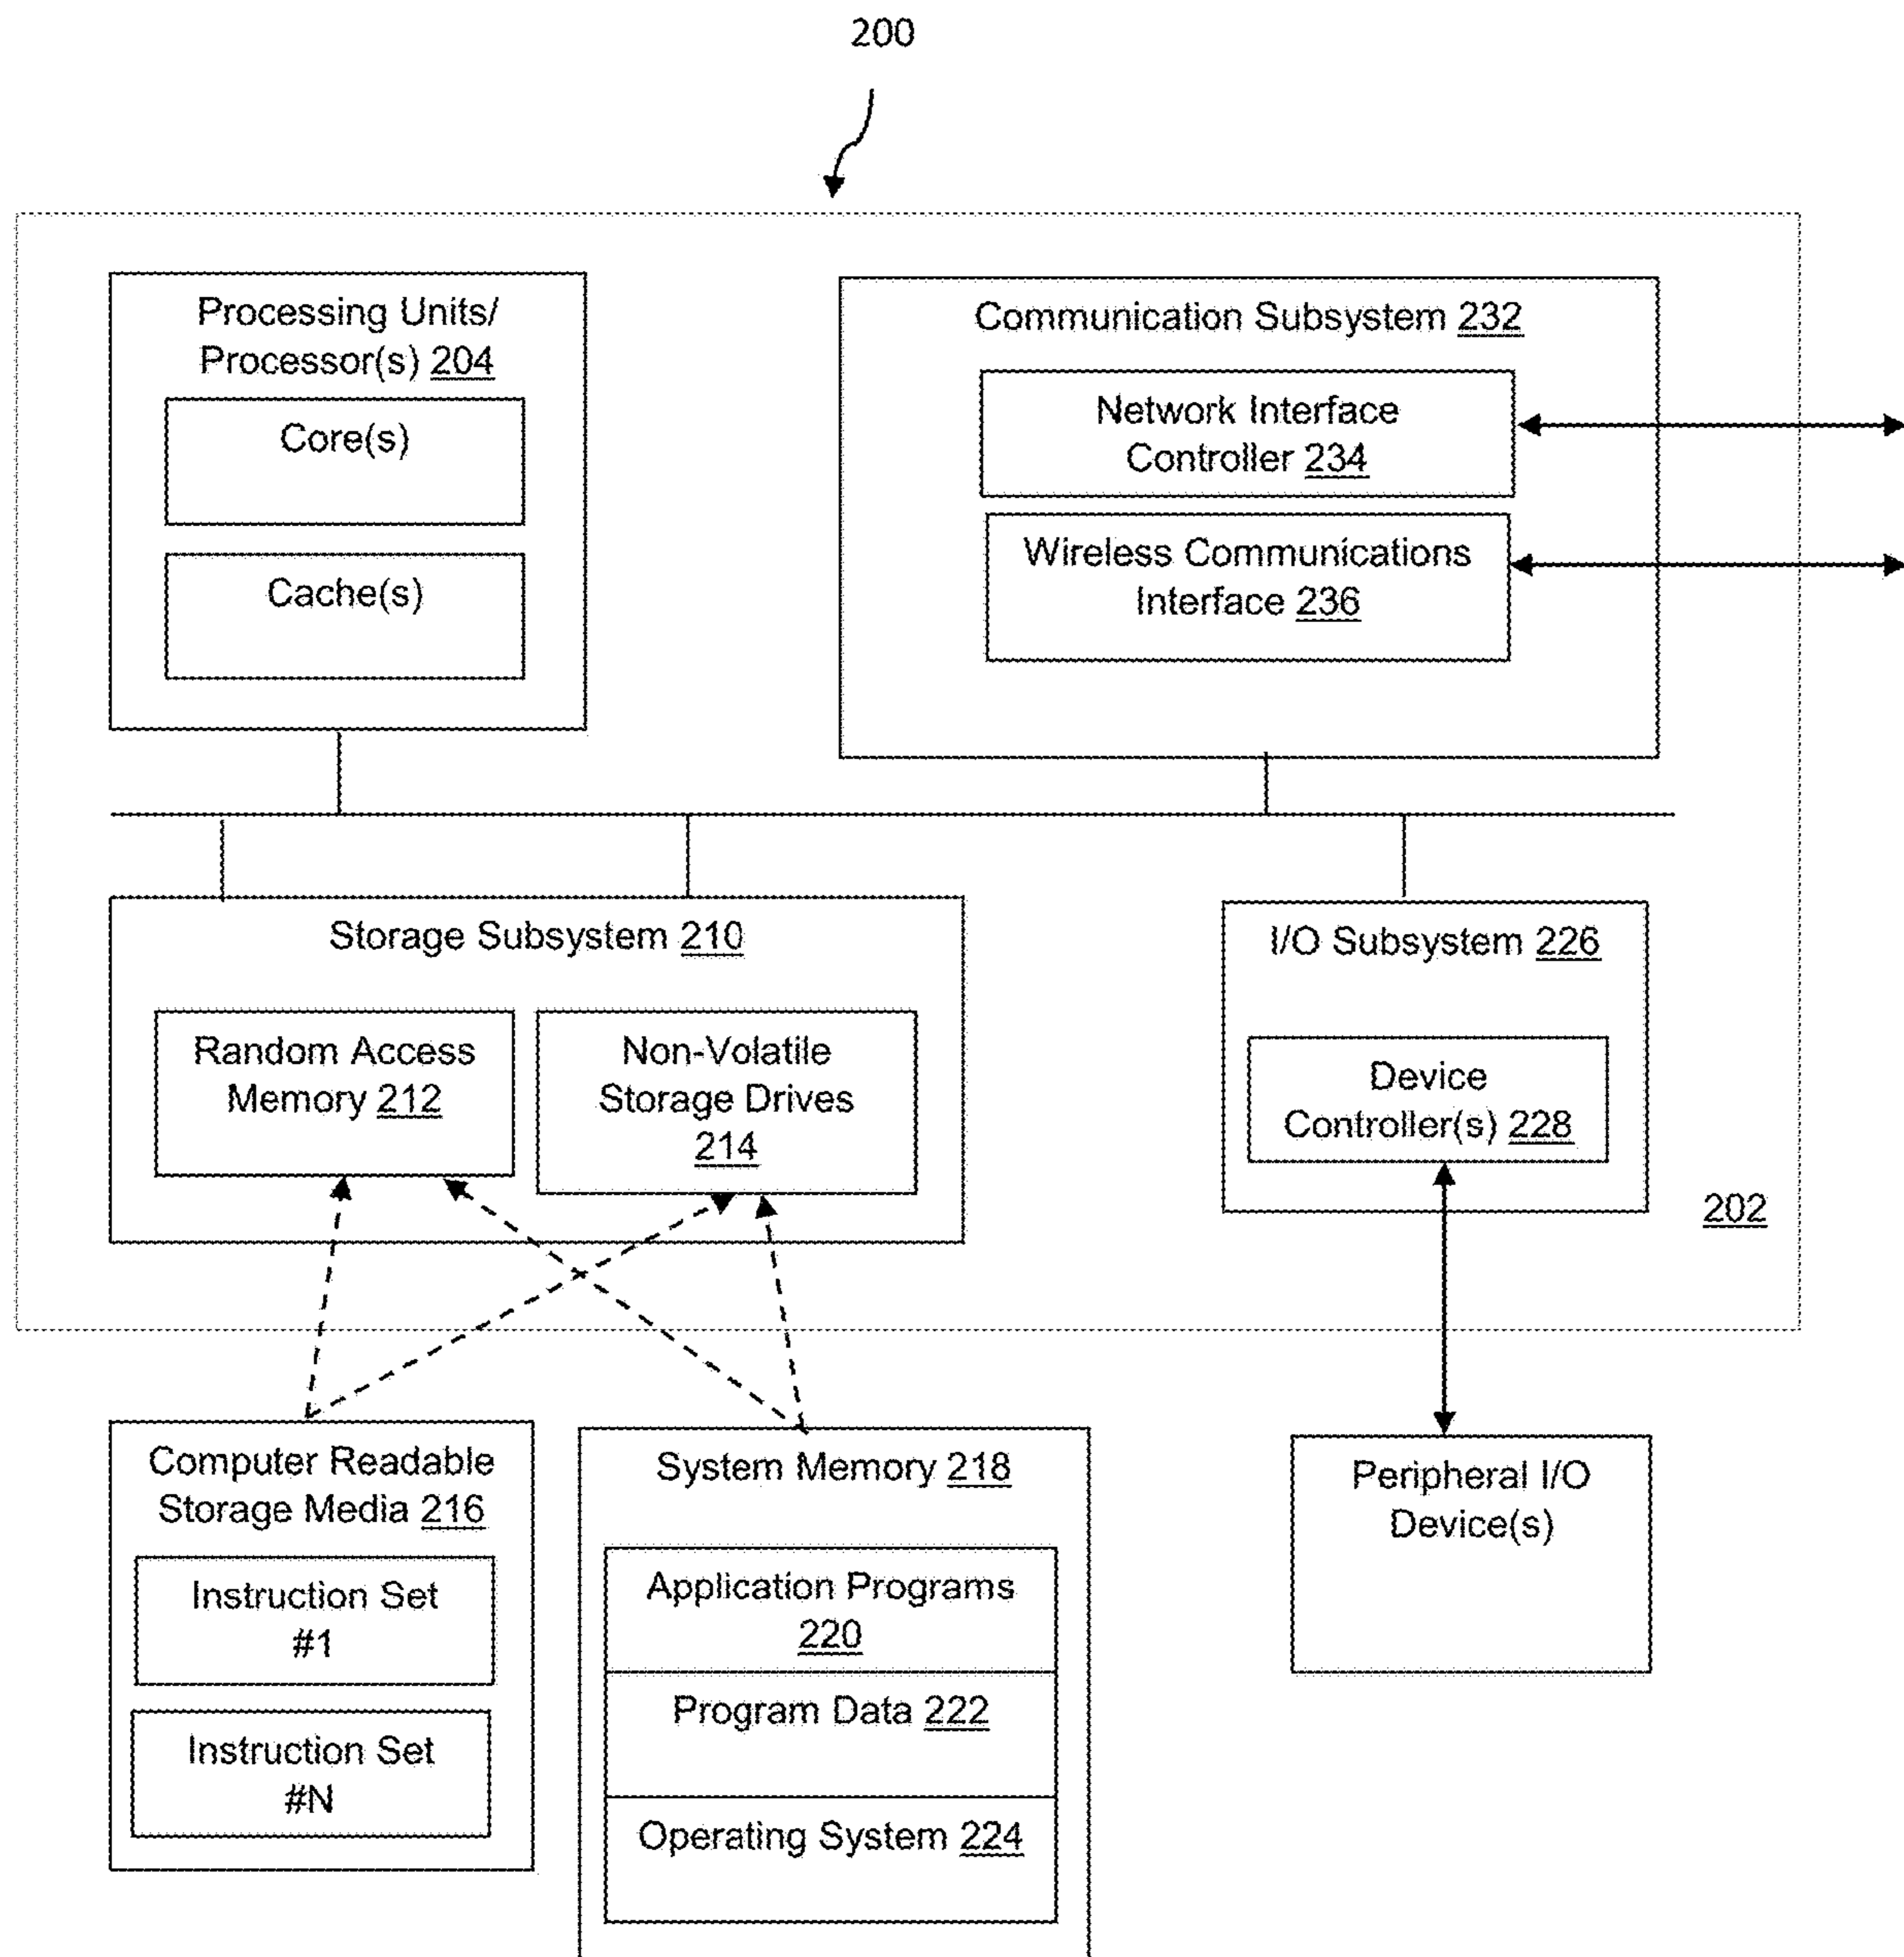 200
Processing Units/
Processor(s) 204
Core(s)
Cache(s)
Communication Subsystem 232
Network Interface
Controller 234
Wireless Communications
Interface 236
Storage Subsystem 210
Random Access
Memory 212
Non-Volatile
Storage Drives
214
I/O Subsystem 226
Device
Controller(s) 228
202
Computer Readable
Storage Media 216
Instruction Set
#1
Instruction Set
#N
System Memory 218
Application Programs
220
Program Data 222
Operating System 224
Peripheral I/O
Device(s)